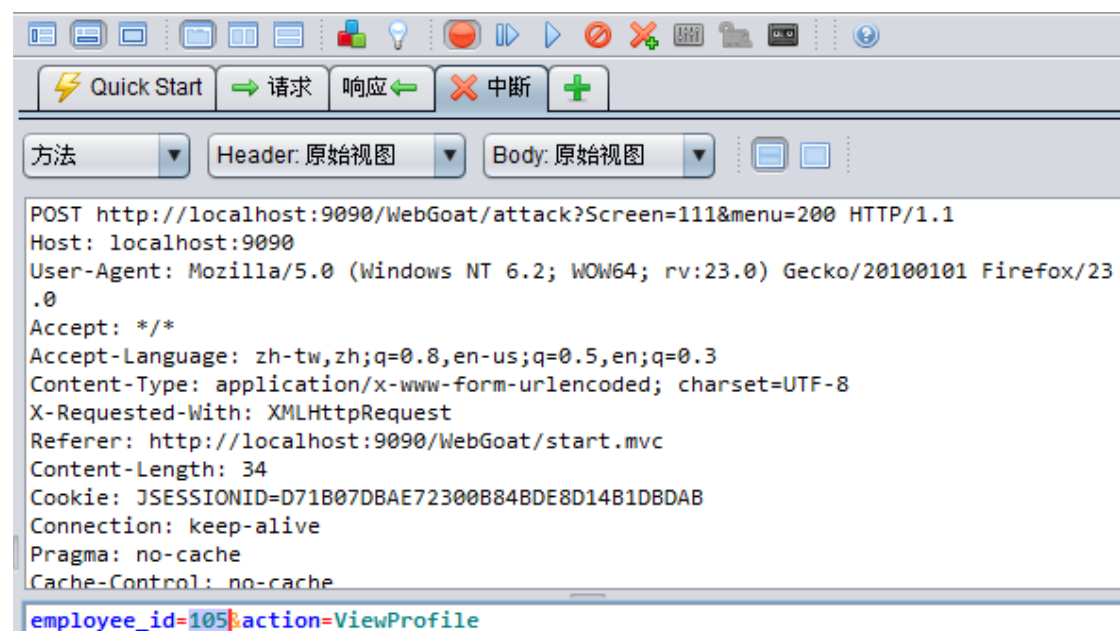 Quick Start 请求 响应 中断
方法 Header: 原始视图 Body: 原始视图
POST http://localhost:9090/WebGoat/attack?Screen=111&menu=200 HTTP/1.1
Host: localhost:9090
User-Agent: Mozilla/5.0 (Windows NT 6.2; WOW64; rv:23.0) Gecko/20100101 Firefox/23
.0
Accept: */*
Accept-Language: zh-tw,zh;q=0.8,en-us;q=0.5,en;q=0.3
Content-Type: application/x-www-form-urlencoded; charset=UTF-8
X-Requested-With: XMLHttpRequest
Referer: http://localhost:9090/WebGoat/start.mvc
Content-Length: 34
Cookie: JSESSIONID=D71B07DBAE72300B84BDE8D14B1DBDAB
Connection: keep-alive
Pragma: no-cache
Cache-Control: no-cache
employee_id=105&action=ViewProfile